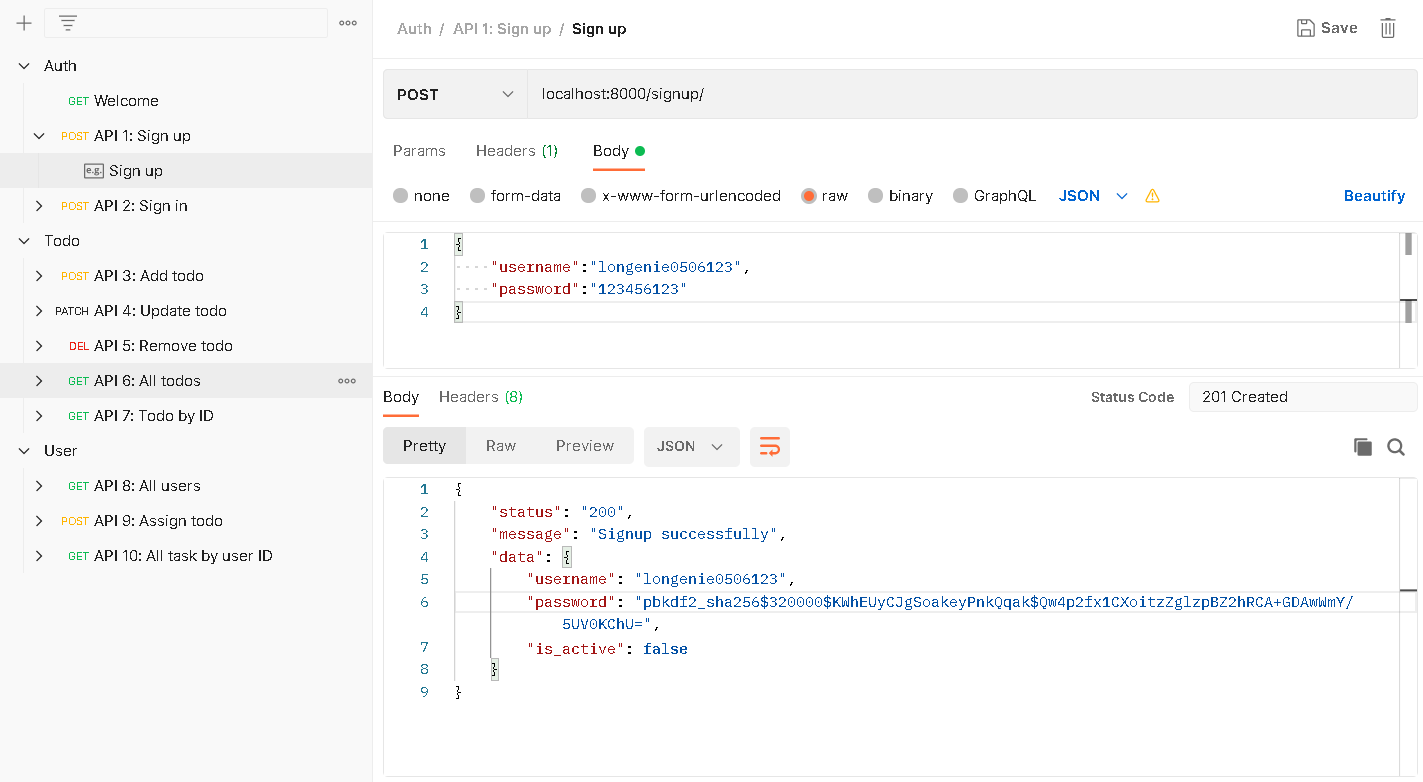 Auth
GET Welcome
POST API 1: Sign up
e.g. Sign up
POST API 2: Sign in
Todo
POST API 3: Add todo
PATCH API 4: Update todo
DEL API 5: Remove todo
GET API 6: All todos
GET API 7: Todo by ID
User
GET API 8: All users
POST API 9: Assign todo
GET API 10: All task by user ID
Auth / API 1: Sign up / Sign up
Save
POST localhost:8000/signup/
Params Headers (1) Body
none form-data x-www-form-urlencoded raw binary GraphQL JSON Beautify
1 {
2 "username":"longenie0506123",
3 "password":"123456123"
4 }
Body Headers (8) Status Code 201 Created
Pretty Raw Preview JSON
1 {
2 "status": "200",
3 "message": "Signup successfully",
4 "data": {
5 "username": "longenie0506123",
6 "password": "pbkdf2_sha256$320000$KWhEUyCJgSoakeyPnkQqak$Qw4p2fx1CXoitzZglzpBZ2hRCA+GDAwWmY/
5UV0KChU=",
7 "is_active": false
8 }
9 }